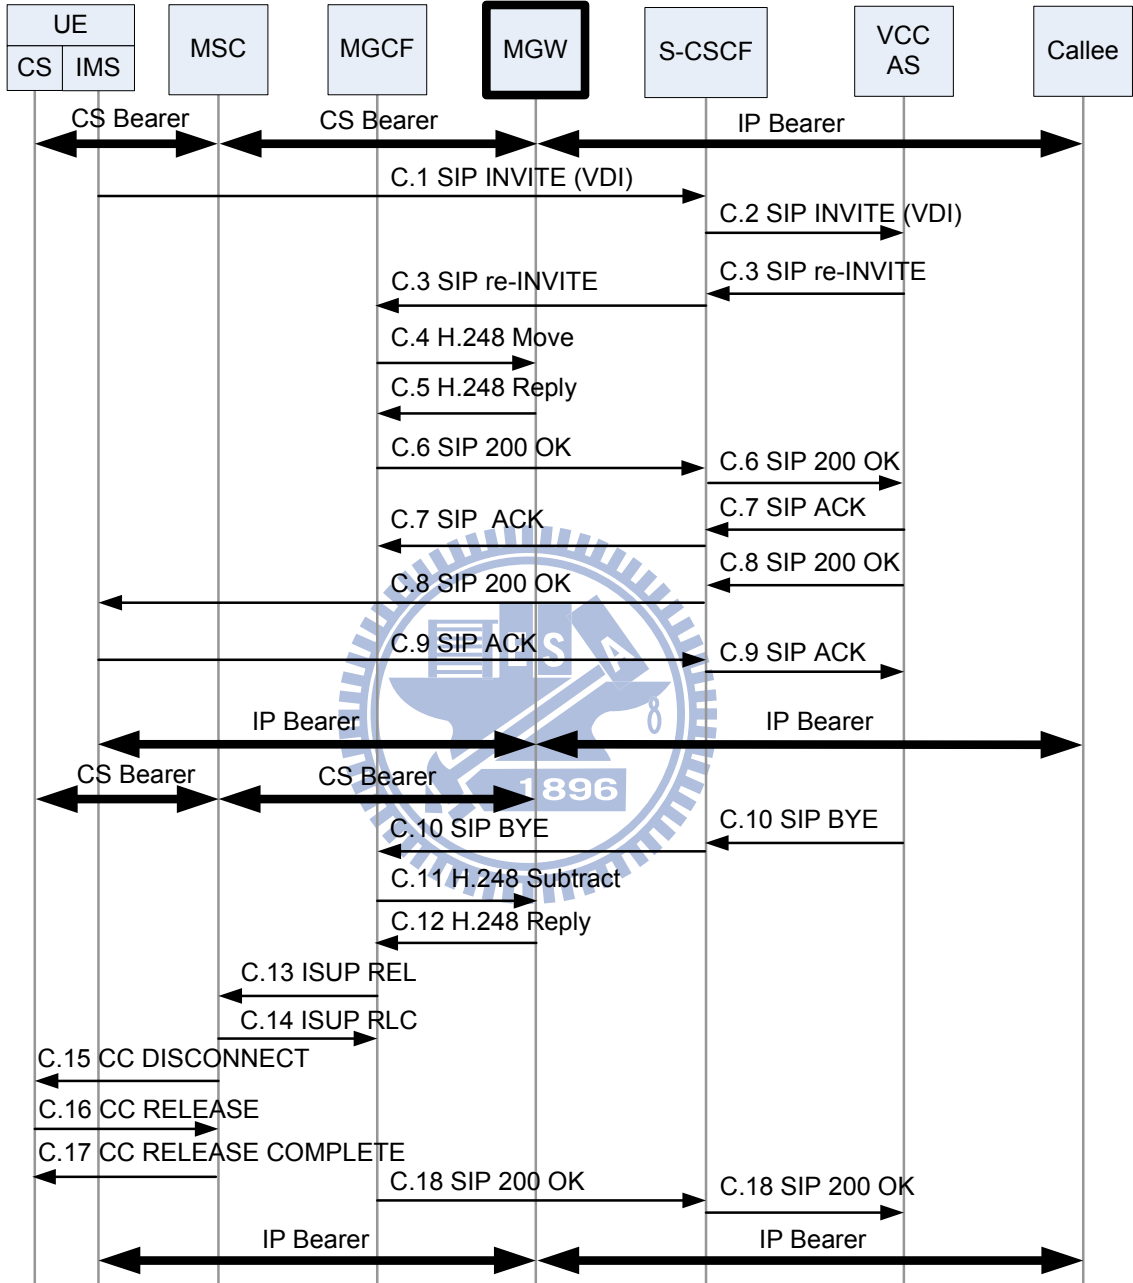 UE
CS IMS
MSC
MGCF
MGW
S-CSCF
VCC
AS
Callee
CS Bearer
CS Bearer
IP Bearer
C.1 SIP INVITE (VDI)
C.2 SIP INVITE (VDI)
C.3 SIP re-INVITE
C.3 SIP re-INVITE
C.4 H.248 Move
C.5 H.248 Reply
C.6 SIP 200 OK
C.6 SIP 200 OK
C.7 SIP ACK
C.7 SIP ACK
C.8 SIP 200 OK
C.8 SIP 200 OK
C.9 SIP ACK
C.9 SIP ACK
E S A
IP Bearer
IP Bearer
8
CS Bearer
CS Bearer
1896
C.10 SIP BYE
C.10 SIP BYE
C.11 H.248 Subtract
C.12 H.248 Reply
C.13 ISUP REL
C.14 ISUP RLC
C.15 CC DISCONNECT
C.16 CC RELEASE
C.17 CC RELEASE COMPLETE
C.18 SIP 200 OK
C.18 SIP 200 OK
IP Bearer
IP Bearer